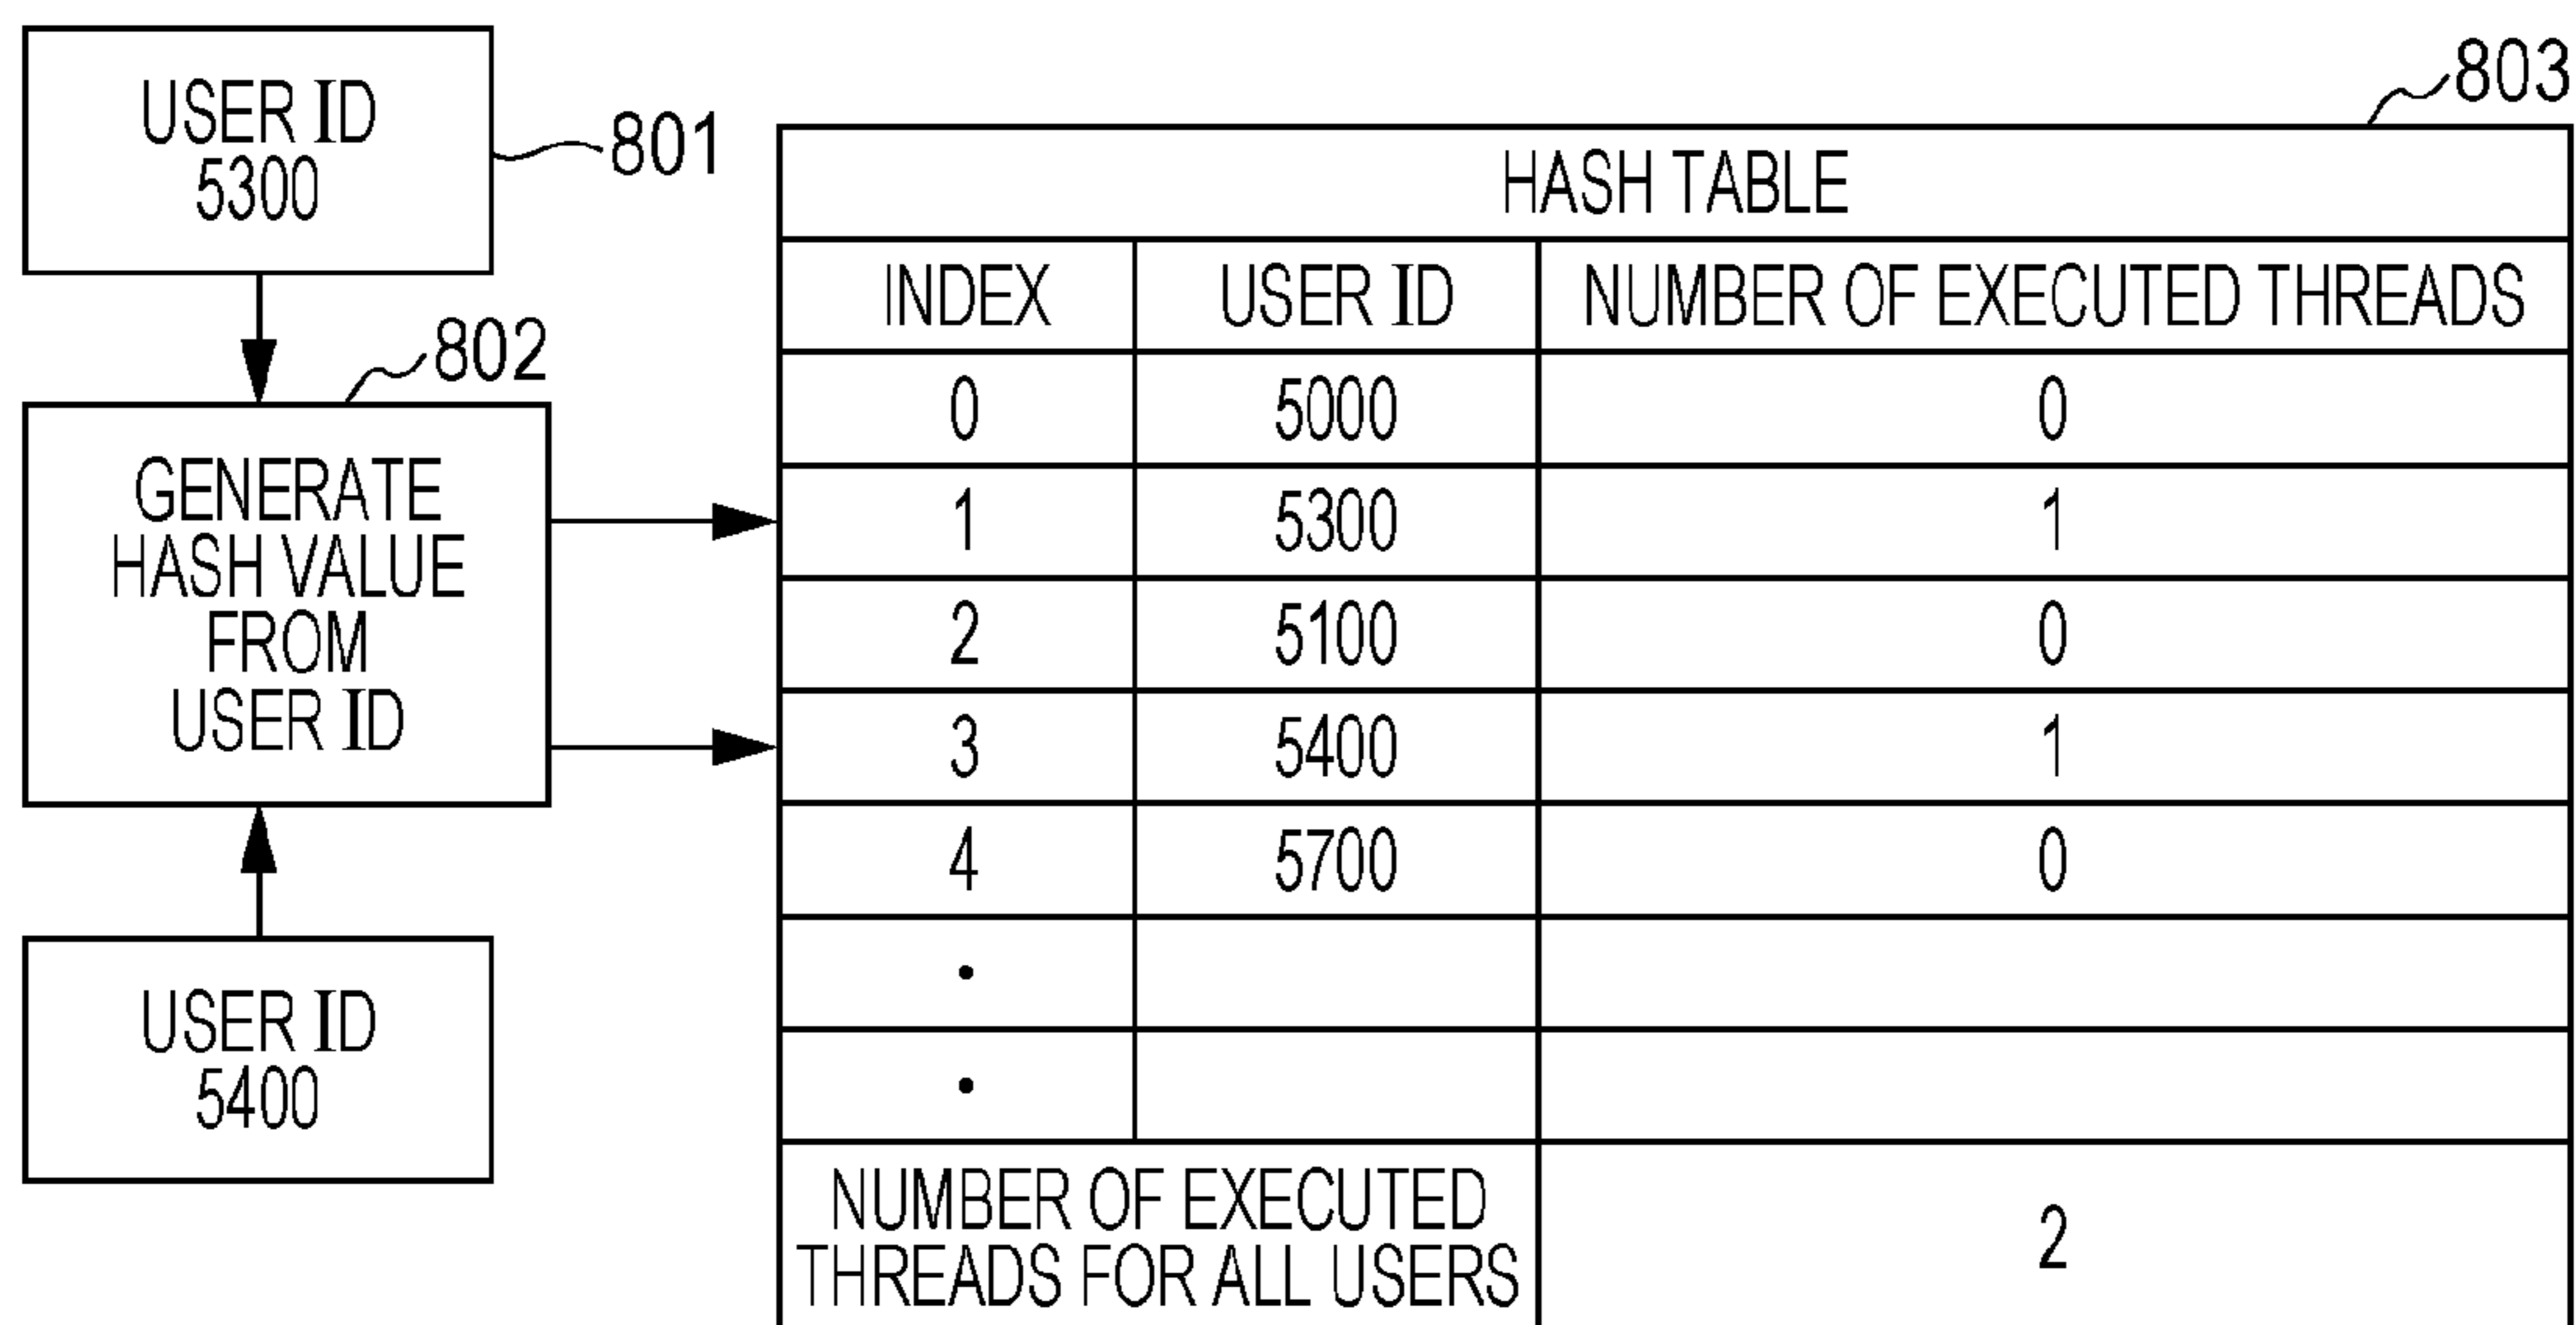 USER ID
5300
801
802
GENERATE
HASH VALUE
FROM
USER ID
USER ID
5400
803
HASH TABLE
INDEX USER ID NUMBER OF EXECUTED THREADS
0 5000 0
1 5300 1
2 5100 0
3 5400 1
4 5700 0
•
•
NUMBER OF EXECUTED
THREADS FOR ALL USERS 2